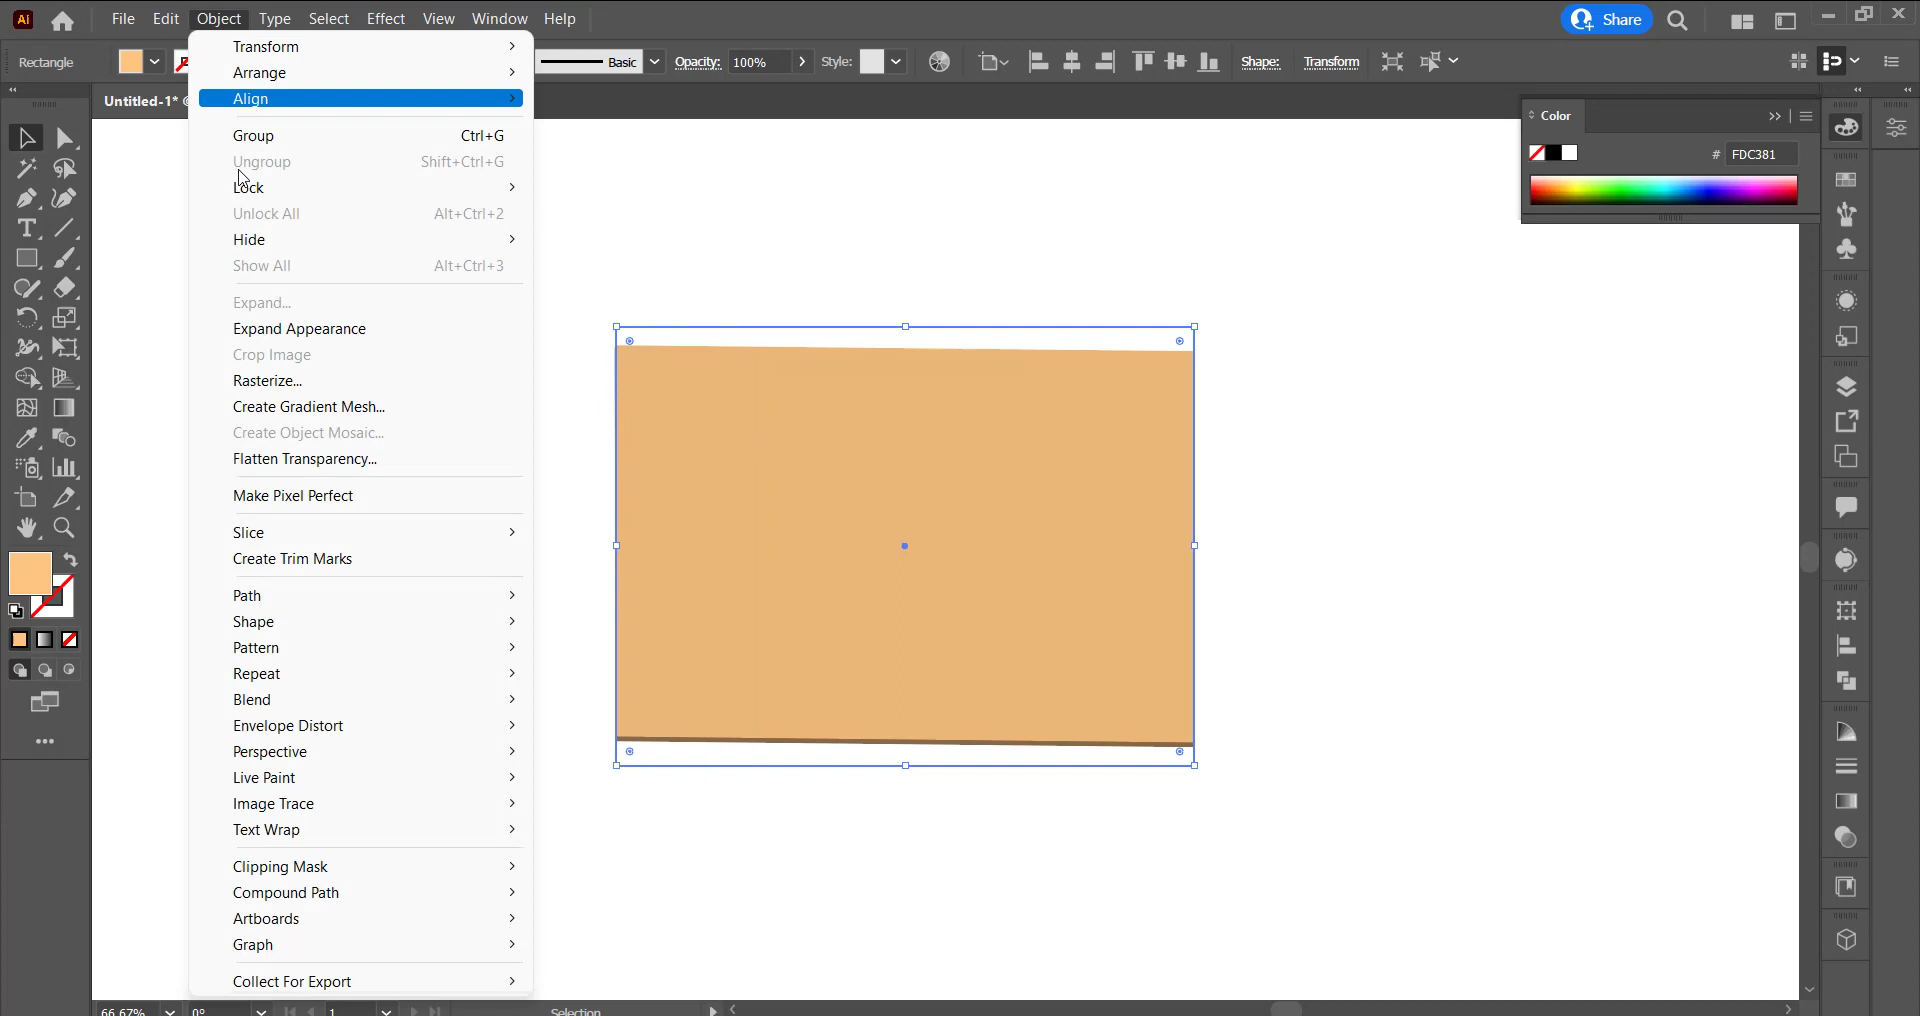 Ai File Edit Object Type Select Effect View Window Help Share
Rectangle Basic Opacity: 100% Style: Shape: Transform
Untitled-1*
Transform
Arrange
Align
Group Ctrl+G
Ungroup Shift+Ctrl+G
Lock
Unlock All Alt+Ctrl+2
Hide
Show All Alt+Ctrl+3
Expand...
Expand Appearance
Crop Image
Rasterize...
Create Gradient Mesh...
Create Object Mosaic...
Flatten Transparency...
Make Pixel Perfect
Slice
Create Trim Marks
Path
Shape
Pattern
Repeat
Blend
Envelope Distort
Perspective
Live Paint
Image Trace
Text Wrap
Clipping Mask
Compound Path
Artboards
Graph
Collect For Export
Color
# FDC381
66.67% 0° 1 Selection